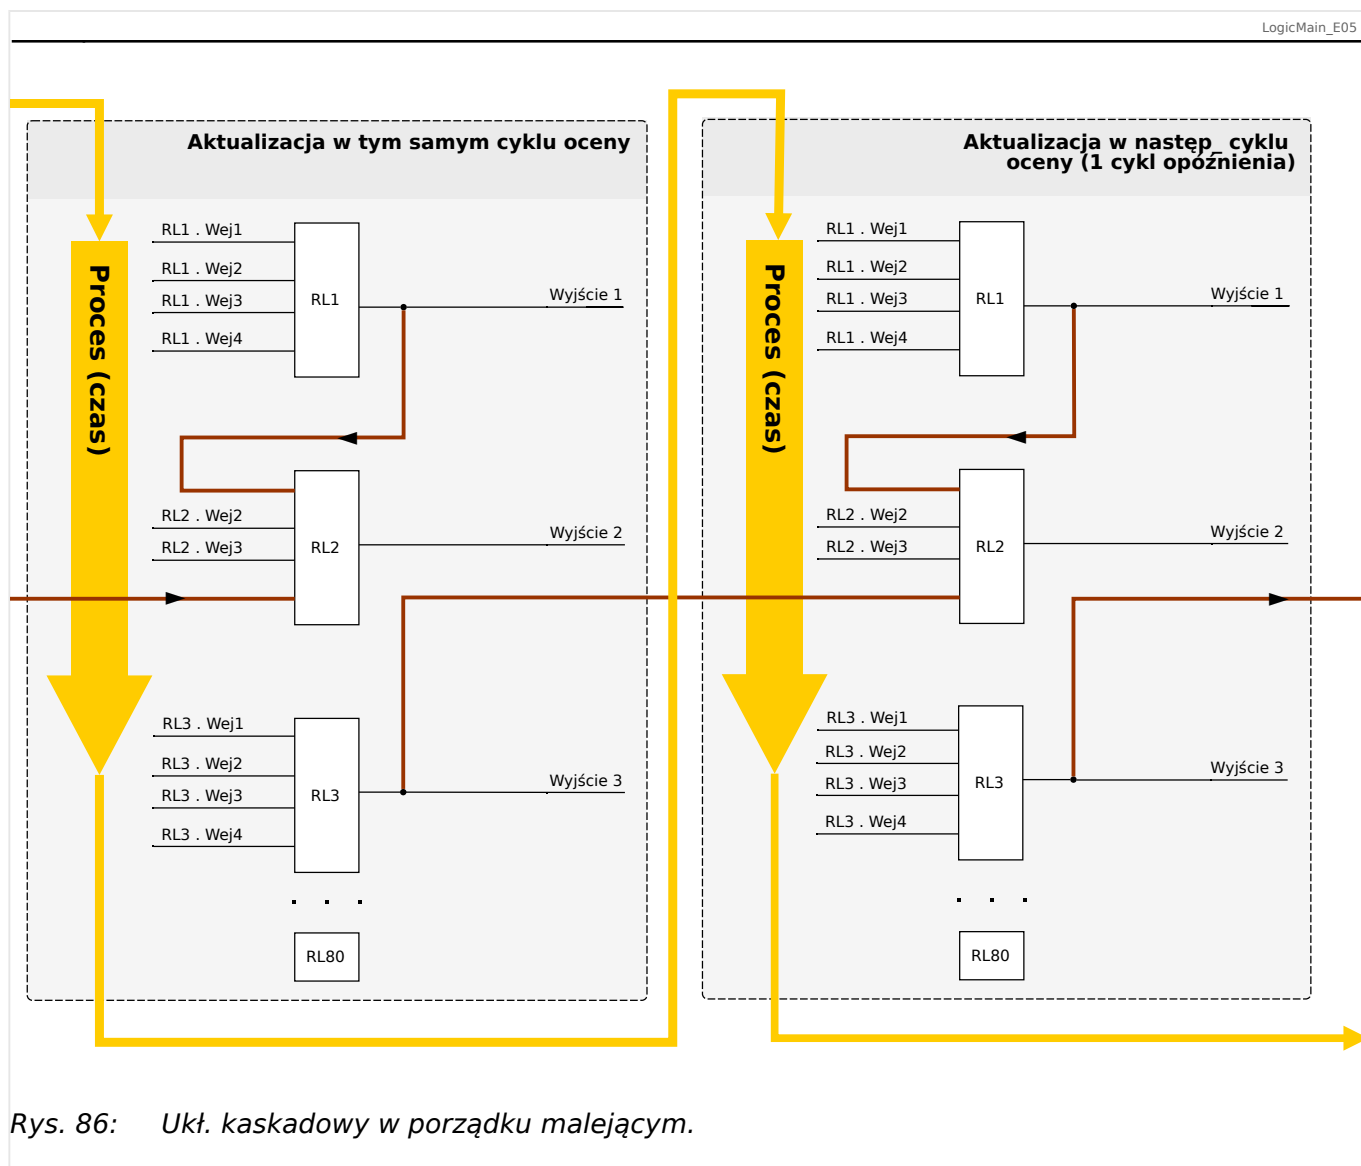 LogicMain_E05
Aktualizacja w tym samym cyklu oceny
Proces (czas)
RL1 . Wej1
RL1 . Wej2
RL1 . Wej3
RL1 . Wej4
RL1
Wyjście 1
RL2 . Wej2
RL2 . Wej3
RL2
Wyjście 2
RL3 . Wej1
RL3 . Wej2
RL3 . Wej3
RL3 . Wej4
RL3
Wyjście 3
. . .
RL80
Aktualizacja w następ_ cyklu
oceny (1 cykl opóźnienia)
Proces (czas)
RL1 . Wej1
RL1 . Wej2
RL1 . Wej3
RL1 . Wej4
RL1
Wyjście 1
RL2 . Wej2
RL2 . Wej3
RL2
Wyjście 2
RL3 . Wej1
RL3 . Wej2
RL3 . Wej3
RL3 . Wej4
RL3
Wyjście 3
. . .
RL80
Rys. 86: Ukł. kaskadowy w porządku malejącym.